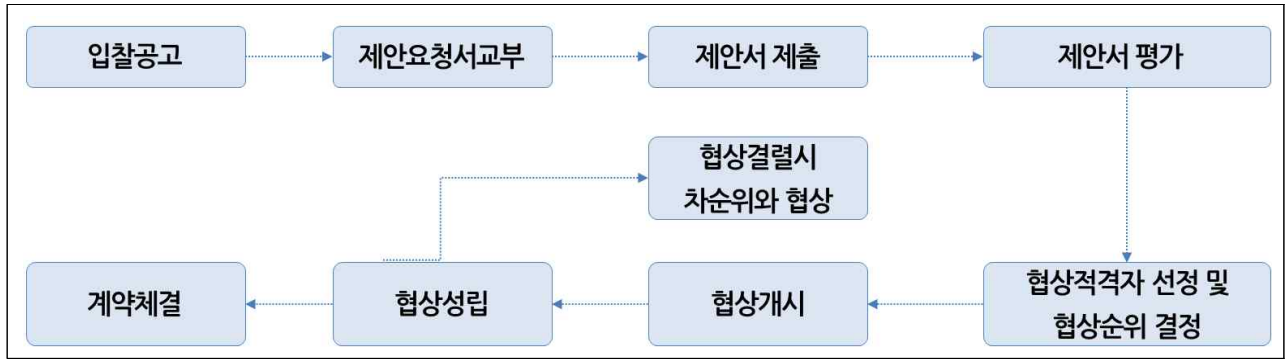 입찰공고
제안요청서교부
제안서 제출
제안서 평가
협상결렬시
차순위와 협상
계약체결
협상성립
협상개시
협상적격자 선정 및
협상순위 결정